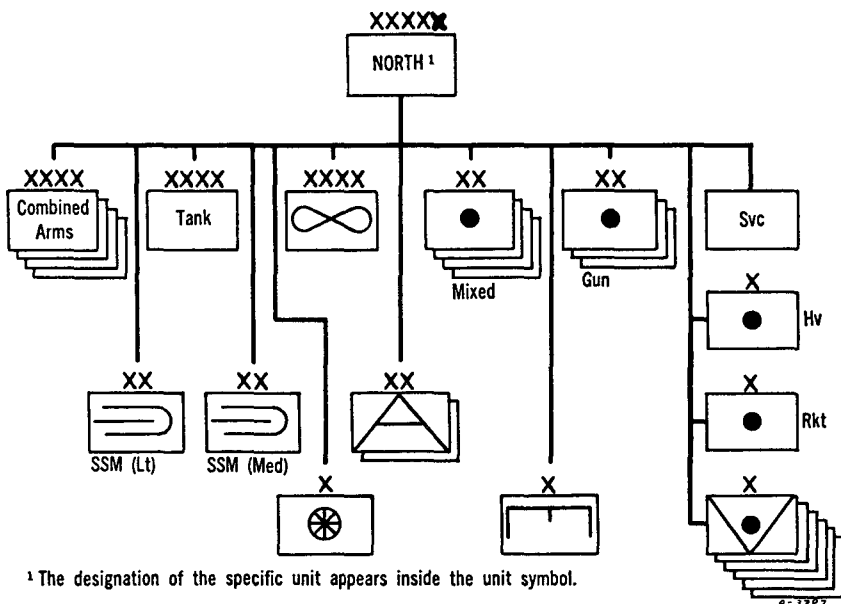 XXXXX
NORTH ¹
XXXX
Combined
Arms
XXXX
Tank
XXXX
XX
Mixed
XX
Gun
Svc
X
Hv
XX
SSM (Lt)
XX
SSM (Med)
XX
X
Rkt
X
X
X
¹ The designation of the specific unit appears inside the unit symbol.